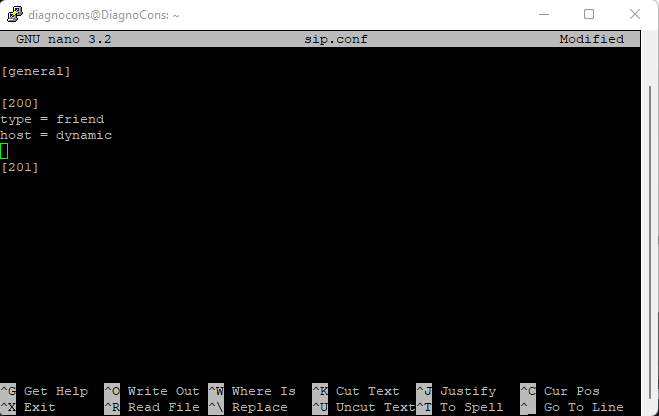 diagnocons@DiagnoCons: ~
GNU nano 3.2 sip.conf Modified
[general]
[200]
type = friend
host = dynamic
[201]
^G Get Help ^O Write Out ^W Where Is ^K Cut Text ^J Justify ^C Cur Pos
^X Exit ^R Read File ^\ Replace ^U Uncut Text ^T To Spell ^_ Go To Line